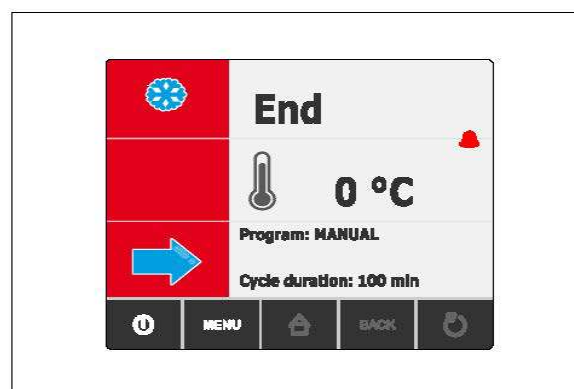 End
0 °C
Program: MANUAL
Cycle duration: 100 min
MENU
BACK